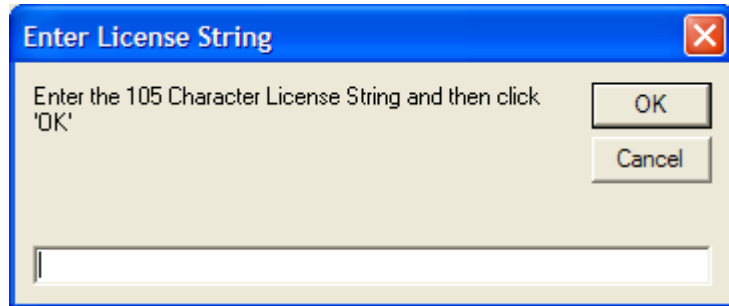 Enter License String
Enter the 105 Character License String and then click
'OK'
OK
Cancel